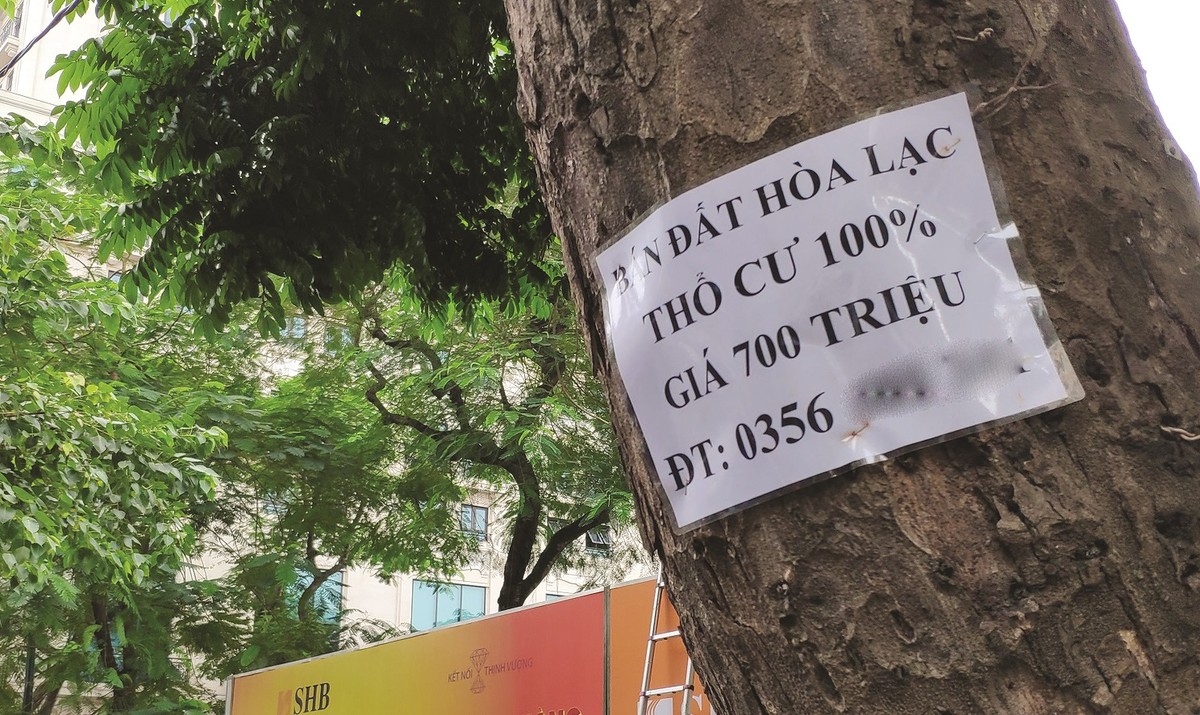 BÁN ĐẤT HÒA LẠC
THỔ CƯ 100%
GIÁ 700 TRIỆU
ĐT: 0356
KẾT NỐI THỊNH VƯỢNG
SHB